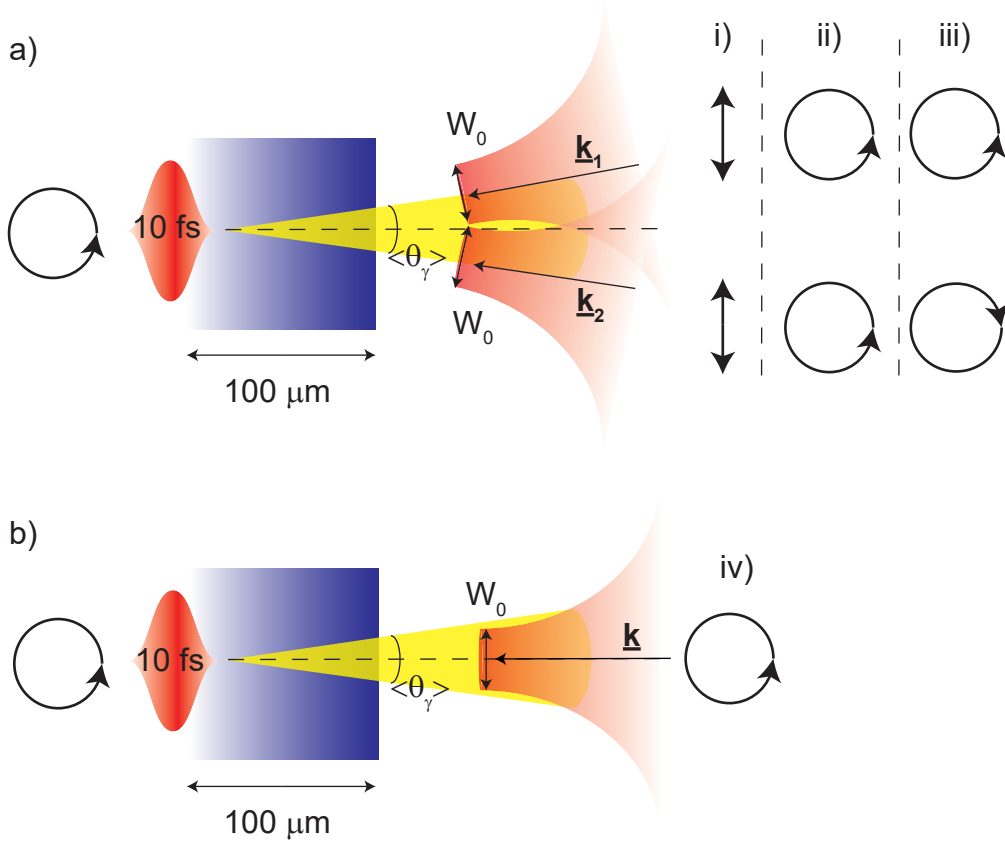 a) i) ii) iii)
W₀ k₁
10 fs
<θᵧ> k₂
W₀
100 μm
b) iv)
W₀ k
10 fs
<θᵧ>
100 μm